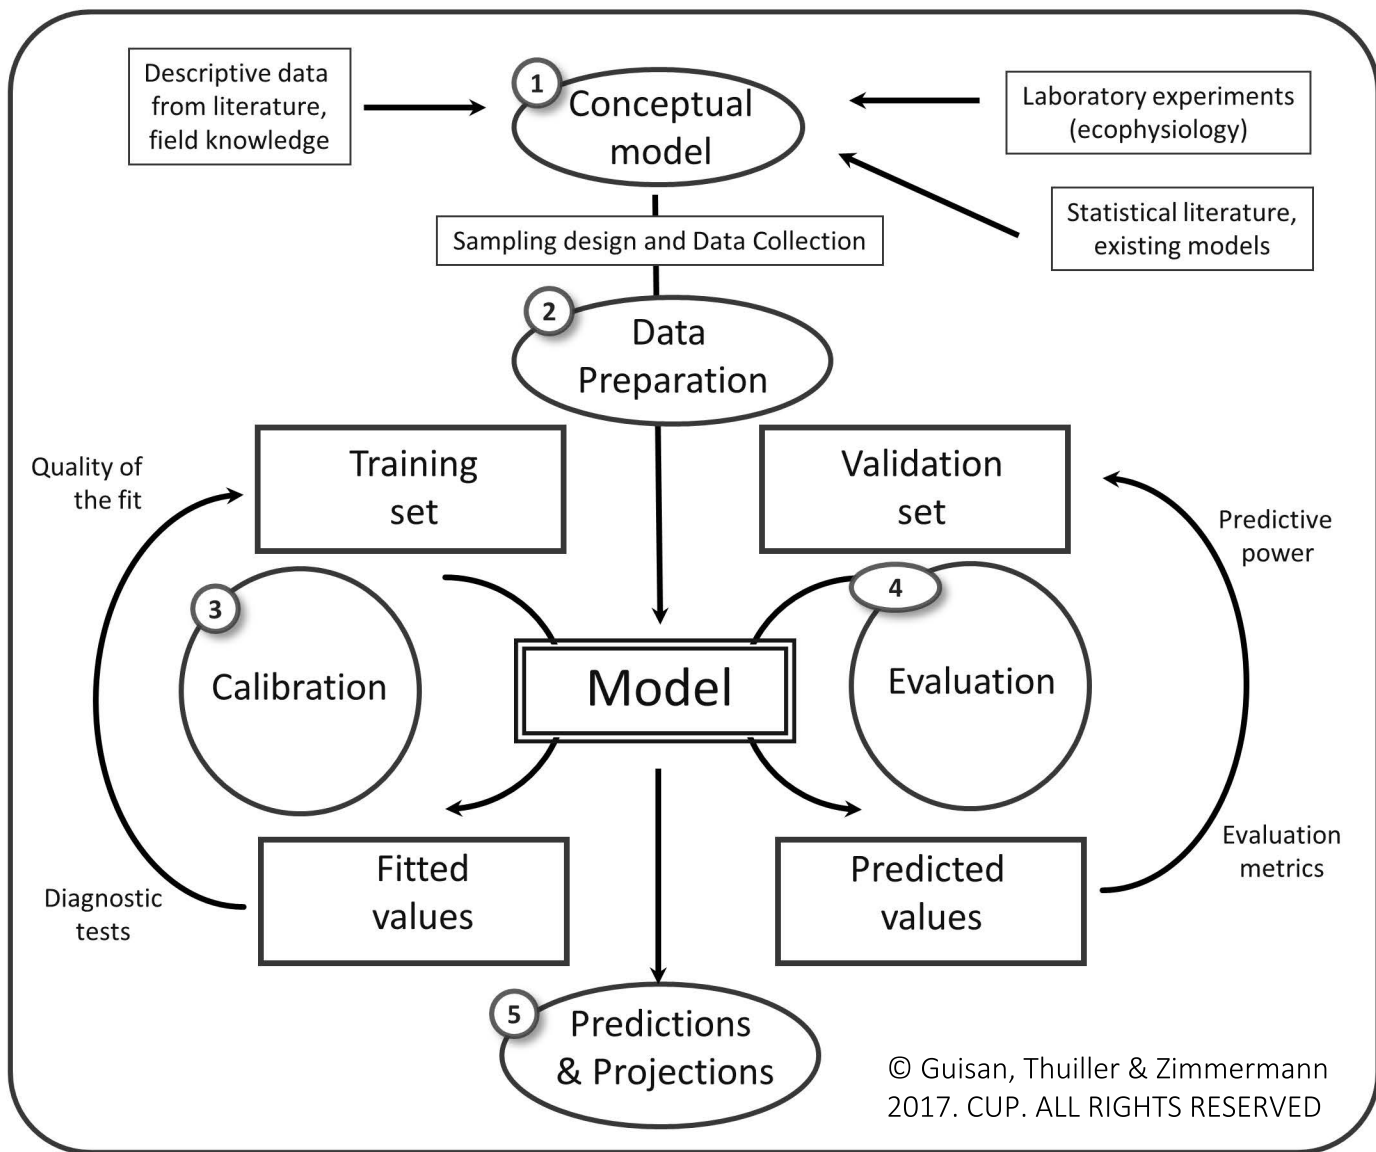 Descriptive data
from literature,
field knowledge
1
Conceptual
model
Laboratory experiments
(ecophysiology)
Statistical literature,
existing models
Sampling design and Data Collection
2
Data
Preparation
Quality of
the fit
Training
set
Validation
set
Predictive
power
3
Calibration
Model
4
Evaluation
Diagnostic
tests
Fitted
values
Predicted
values
Evaluation
metrics
5
Predictions
& Projections
© Guisan, Thuiller & Zimmermann
2017. CUP. ALL RIGHTS RESERVED